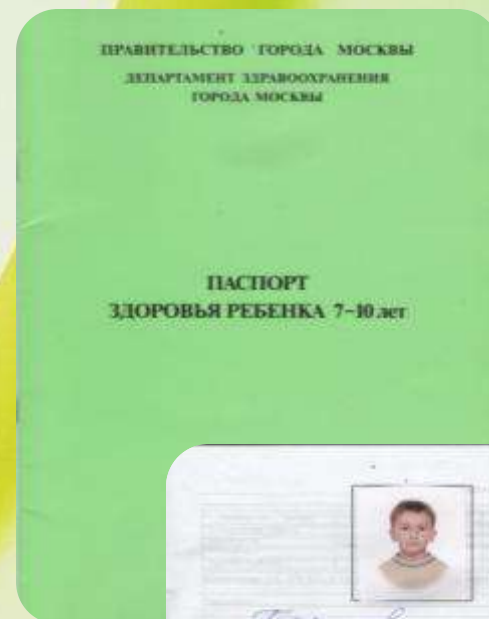 ПРАВИТЕЛЬСТВО ГОРОДА МОСКВЫ
ДЕПАРТАМЕНТ ЗДРАВООХРАНЕНИЯ
ГОРОДА МОСКВЫ
ПАСПОРТ
ЗДОРОВЬЯ РЕБЕНКА 7-10 лет